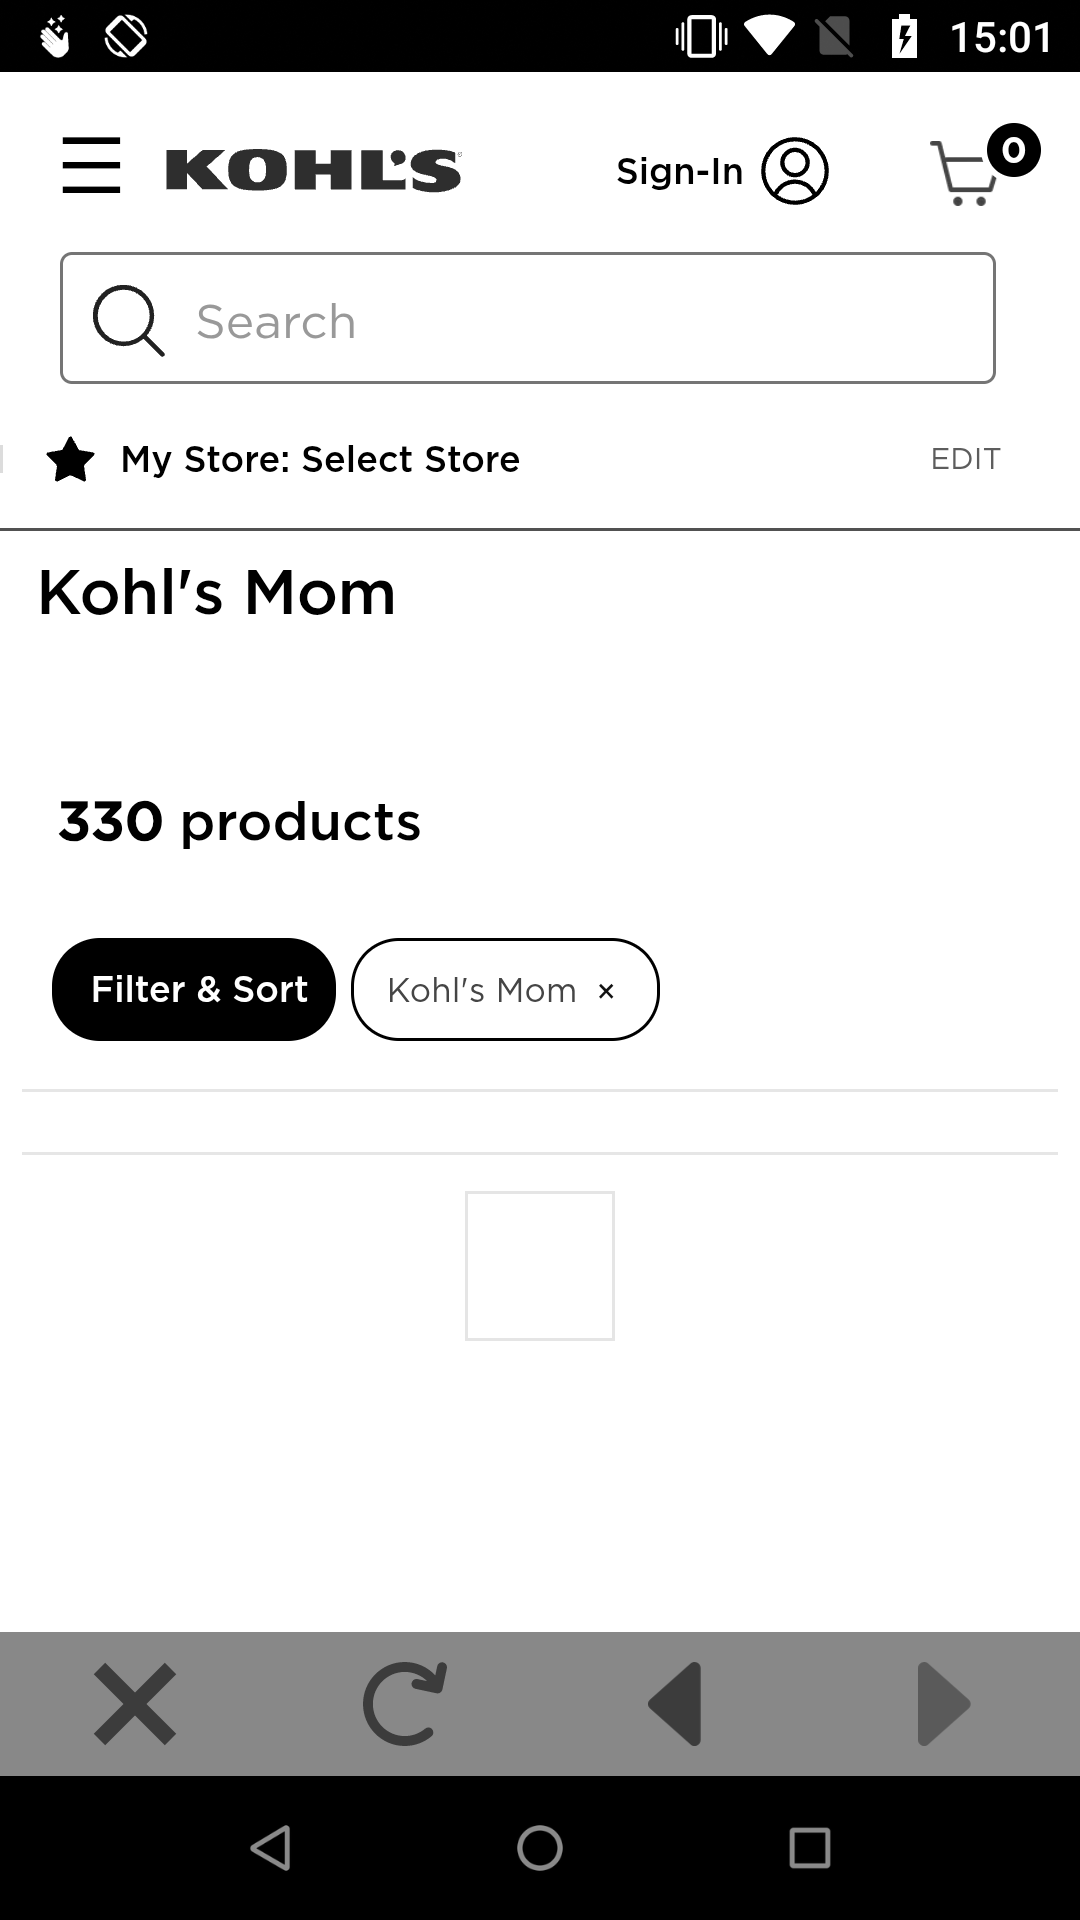 15:01
KOHL'S
Sign-In
0
Search
My Store: Select Store
EDIT
Kohl's Mom
330 products
Filter & Sort
Kohl's Mom ×